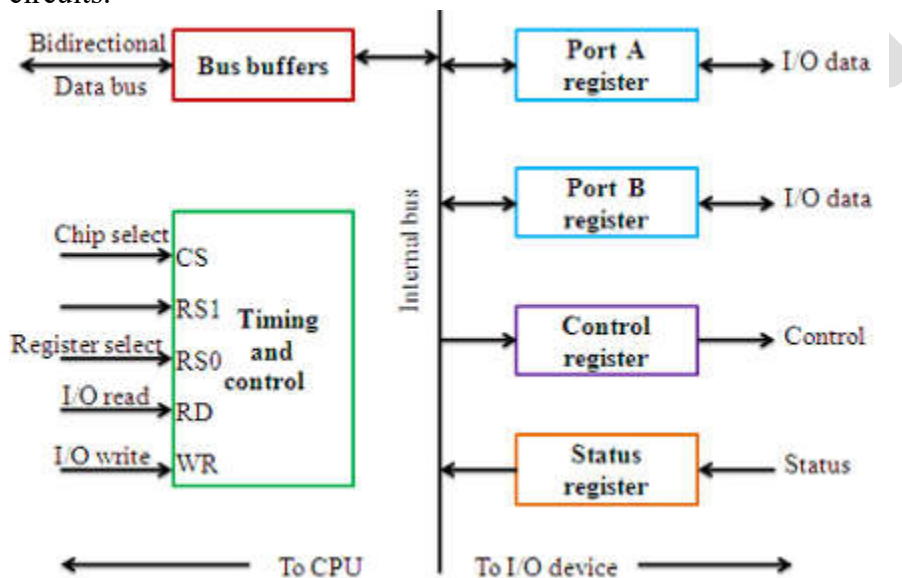 circuits.
Bidirectional
Data bus
Bus buffers
Port A
register
I/O data
Port B
register
I/O data
Internal bus
Chip select
CS
RS1
Register select
RS0
I/O read
RD
I/O write
WR
Timing
and
control
Control
register
Control
Status
register
Status
To CPU
To I/O device